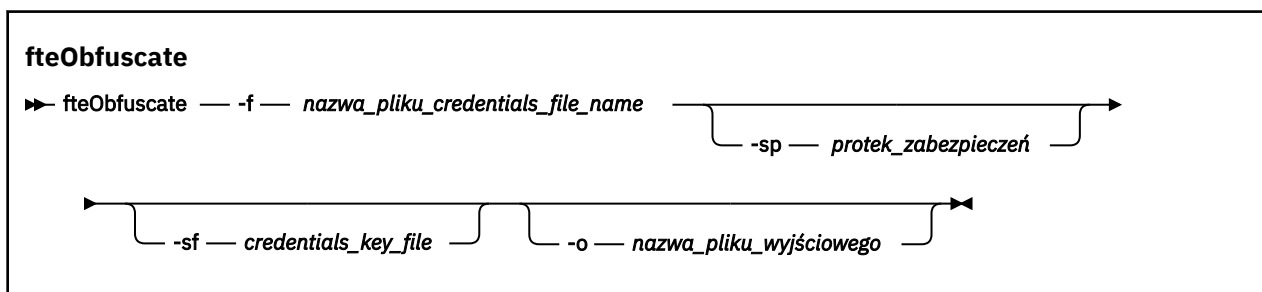 fteObfuscate
fteObfuscate -f nazwa_pliku_credentials_file_name
-sp protek_zabezpieczeń
-sf credentials_key_file -o nazwa_pliku_wyjściowego